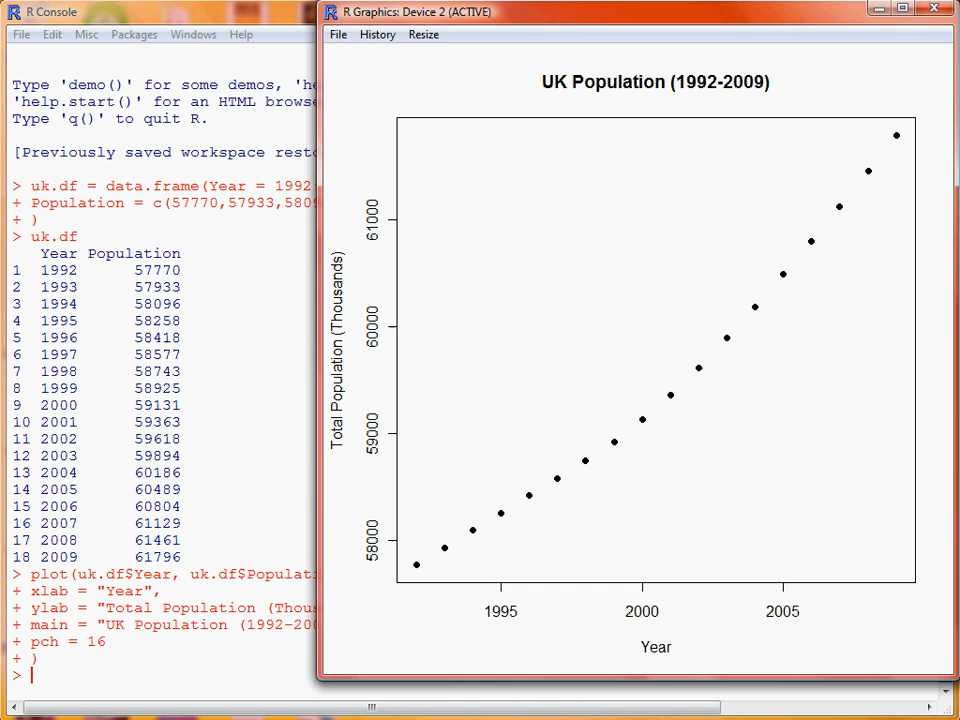 R Console
File Edit Misc Packages Windows Help
Type 'demo()' for some demos, 'he
'help.start()' for an HTML browse
Type 'q()' to quit R.
[Previously saved workspace resto
> uk.df = data.frame(Year = 1992
+ Population = c(57770,57933,5809
+ )
> uk.df
Year Population
1 1992 57770
2 1993 57933
3 1994 58096
4 1995 58258
5 1996 58418
6 1997 58577
7 1998 58743
8 1999 58925
9 2000 59131
10 2001 59363
11 2002 59618
12 2003 59894
13 2004 60186
14 2005 60489
15 2006 60804
16 2007 61129
17 2008 61461
18 2009 61796
> plot(uk.df$Year, uk.df$Populati
+ xlab = "Year",
+ ylab = "Total Population (Thous
+ main = "UK Population (1992-200
+ pch = 16
+ )
>
R Graphics: Device 2 (ACTIVE)
File History Resize
UK Population (1992-2009)
Total Population (Thousands)
61000
60000
59000
58000
1995 2000 2005
Year